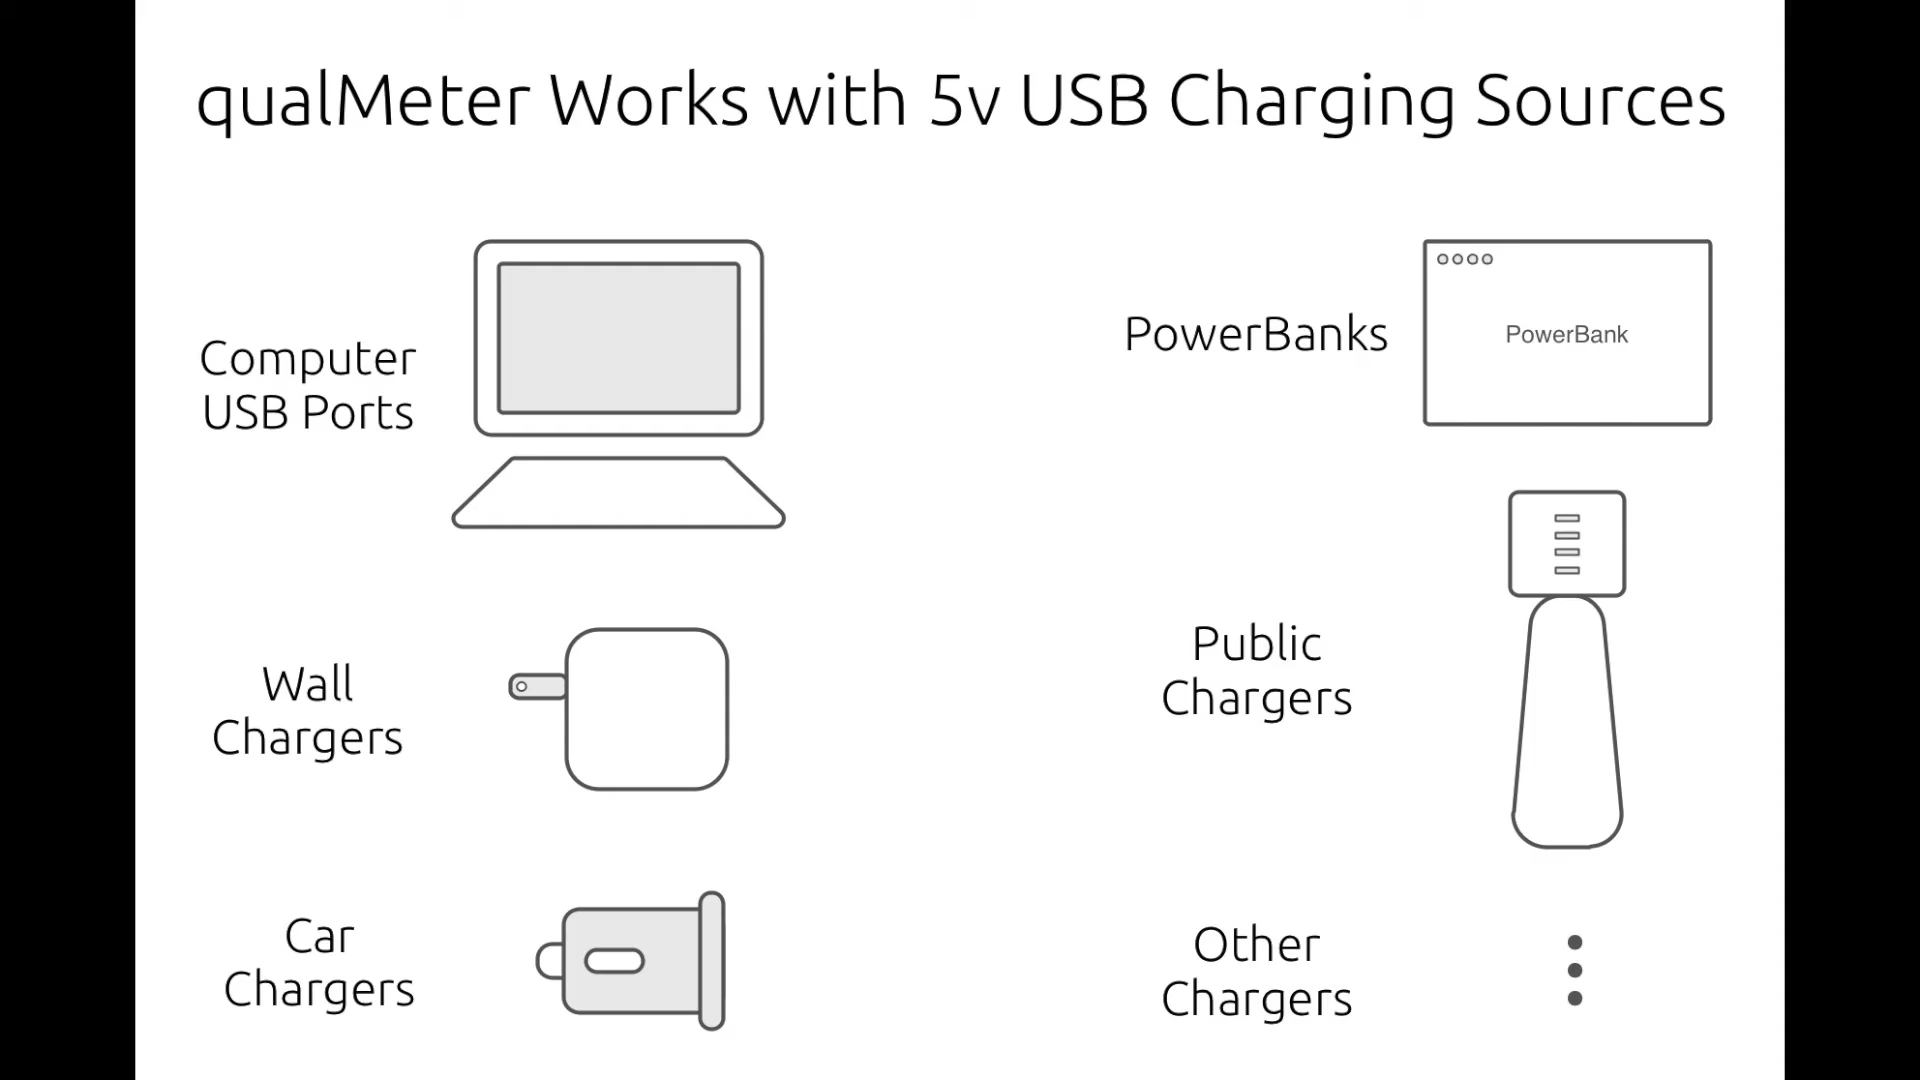 qualMeter Works with 5v USB Charging Sources
Computer
USB Ports
Wall
Chargers
Car
Chargers
PowerBanks
PowerBank
Public
Chargers
Other
Chargers